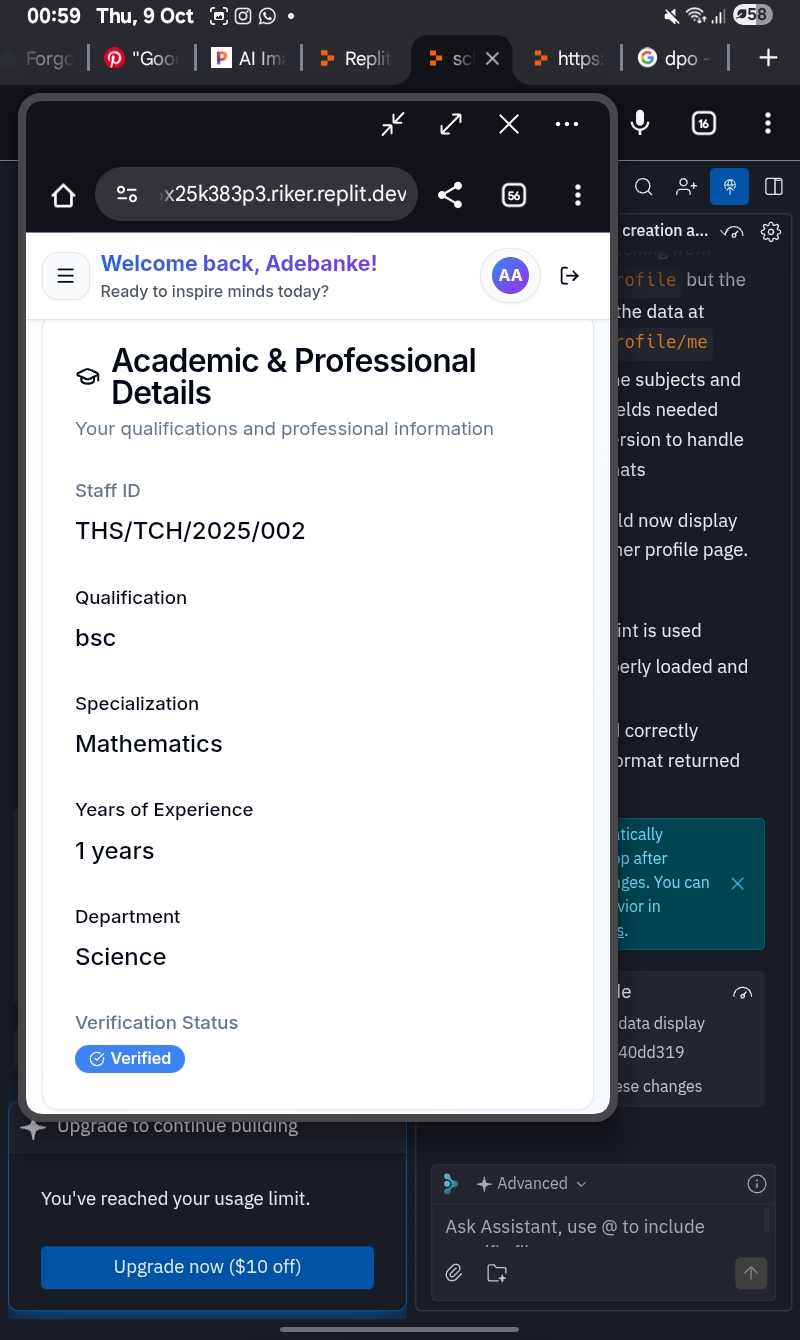 00:59 Thu, 9 Oct
58
Forgo
"Goo
AI Im
Replit
sc
https:
dpo -
16
x25k383p3.riker.replit.dev
56
creation a...
Welcome back, Adebanke!
Ready to inspire minds today?
AA
rofile but the
the data at
rofile/me
Academic & Professional
Details
Your qualifications and professional information
Staff ID
THS/TCH/2025/002
Qualification
bsc
Specialization
Mathematics
Years of Experience
1 years
Department
Science
Verification Status
Verified
e subjects and
elds needed
rsion to handle
ats
ld now display
her profile page.
int is used
erly loaded and
d correctly
ormat returned
atically
pp after
nges. You can
vior in
s.
le
data display
40dd319
ese changes
Upgrade to continue building
You've reached your usage limit.
Upgrade now ($10 off)
Advanced
Ask Assistant, use @ to include